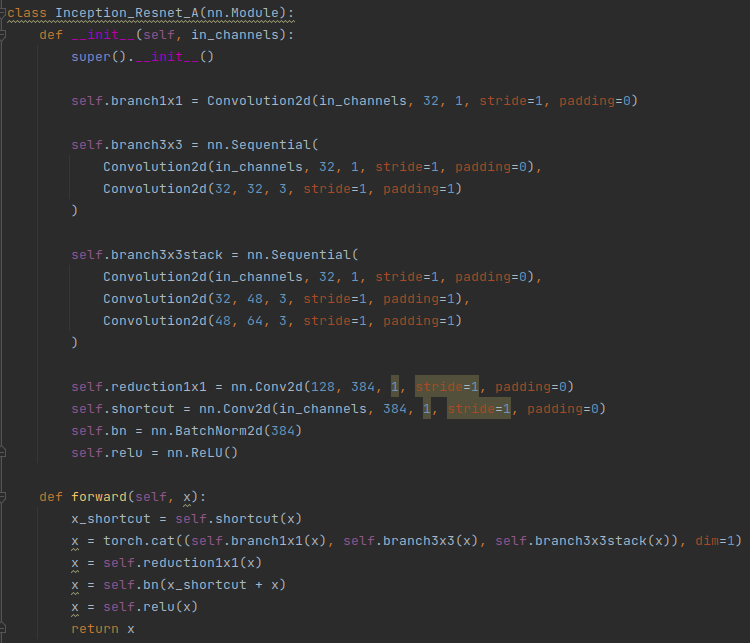 class Inception_Resnet_A(nn.Module):
    def __init__(self, in_channels):
        super().__init__()

        self.branch1x1 = Convolution2d(in_channels, 32, 1, stride=1, padding=0)

        self.branch3x3 = nn.Sequential(
            Convolution2d(in_channels, 32, 1, stride=1, padding=0),
            Convolution2d(32, 32, 3, stride=1, padding=1)
        )

        self.branch3x3stack = nn.Sequential(
            Convolution2d(in_channels, 32, 1, stride=1, padding=0),
            Convolution2d(32, 48, 3, stride=1, padding=1),
            Convolution2d(48, 64, 3, stride=1, padding=1)
        )

        self.reduction1x1 = nn.Conv2d(128, 384, 1, stride=1, padding=0)
        self.shortcut = nn.Conv2d(in_channels, 384, 1, stride=1, padding=0)
        self.bn = nn.BatchNorm2d(384)
        self.relu = nn.ReLU()

    def forward(self, x):
        x_shortcut = self.shortcut(x)
        x = torch.cat((self.branch1x1(x), self.branch3x3(x), self.branch3x3stack(x)), dim=1)
        x = self.reduction1x1(x)
        x = self.bn(x_shortcut + x)
        x = self.relu(x)
        return x